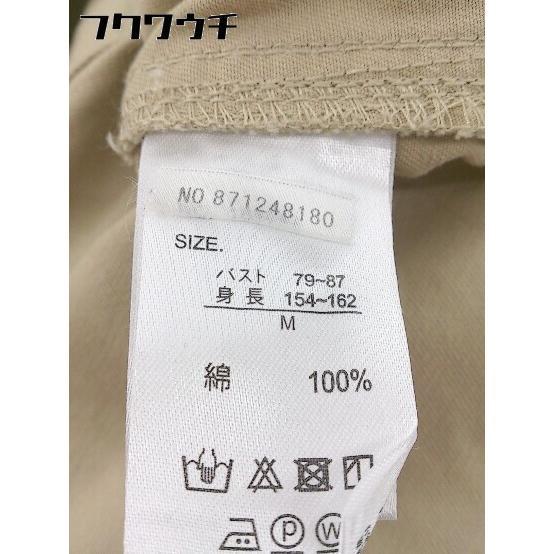 フクワウチ
NO 871248180
SIZE.
バスト 79~87
身長 154~162
M
綿 100%
P W